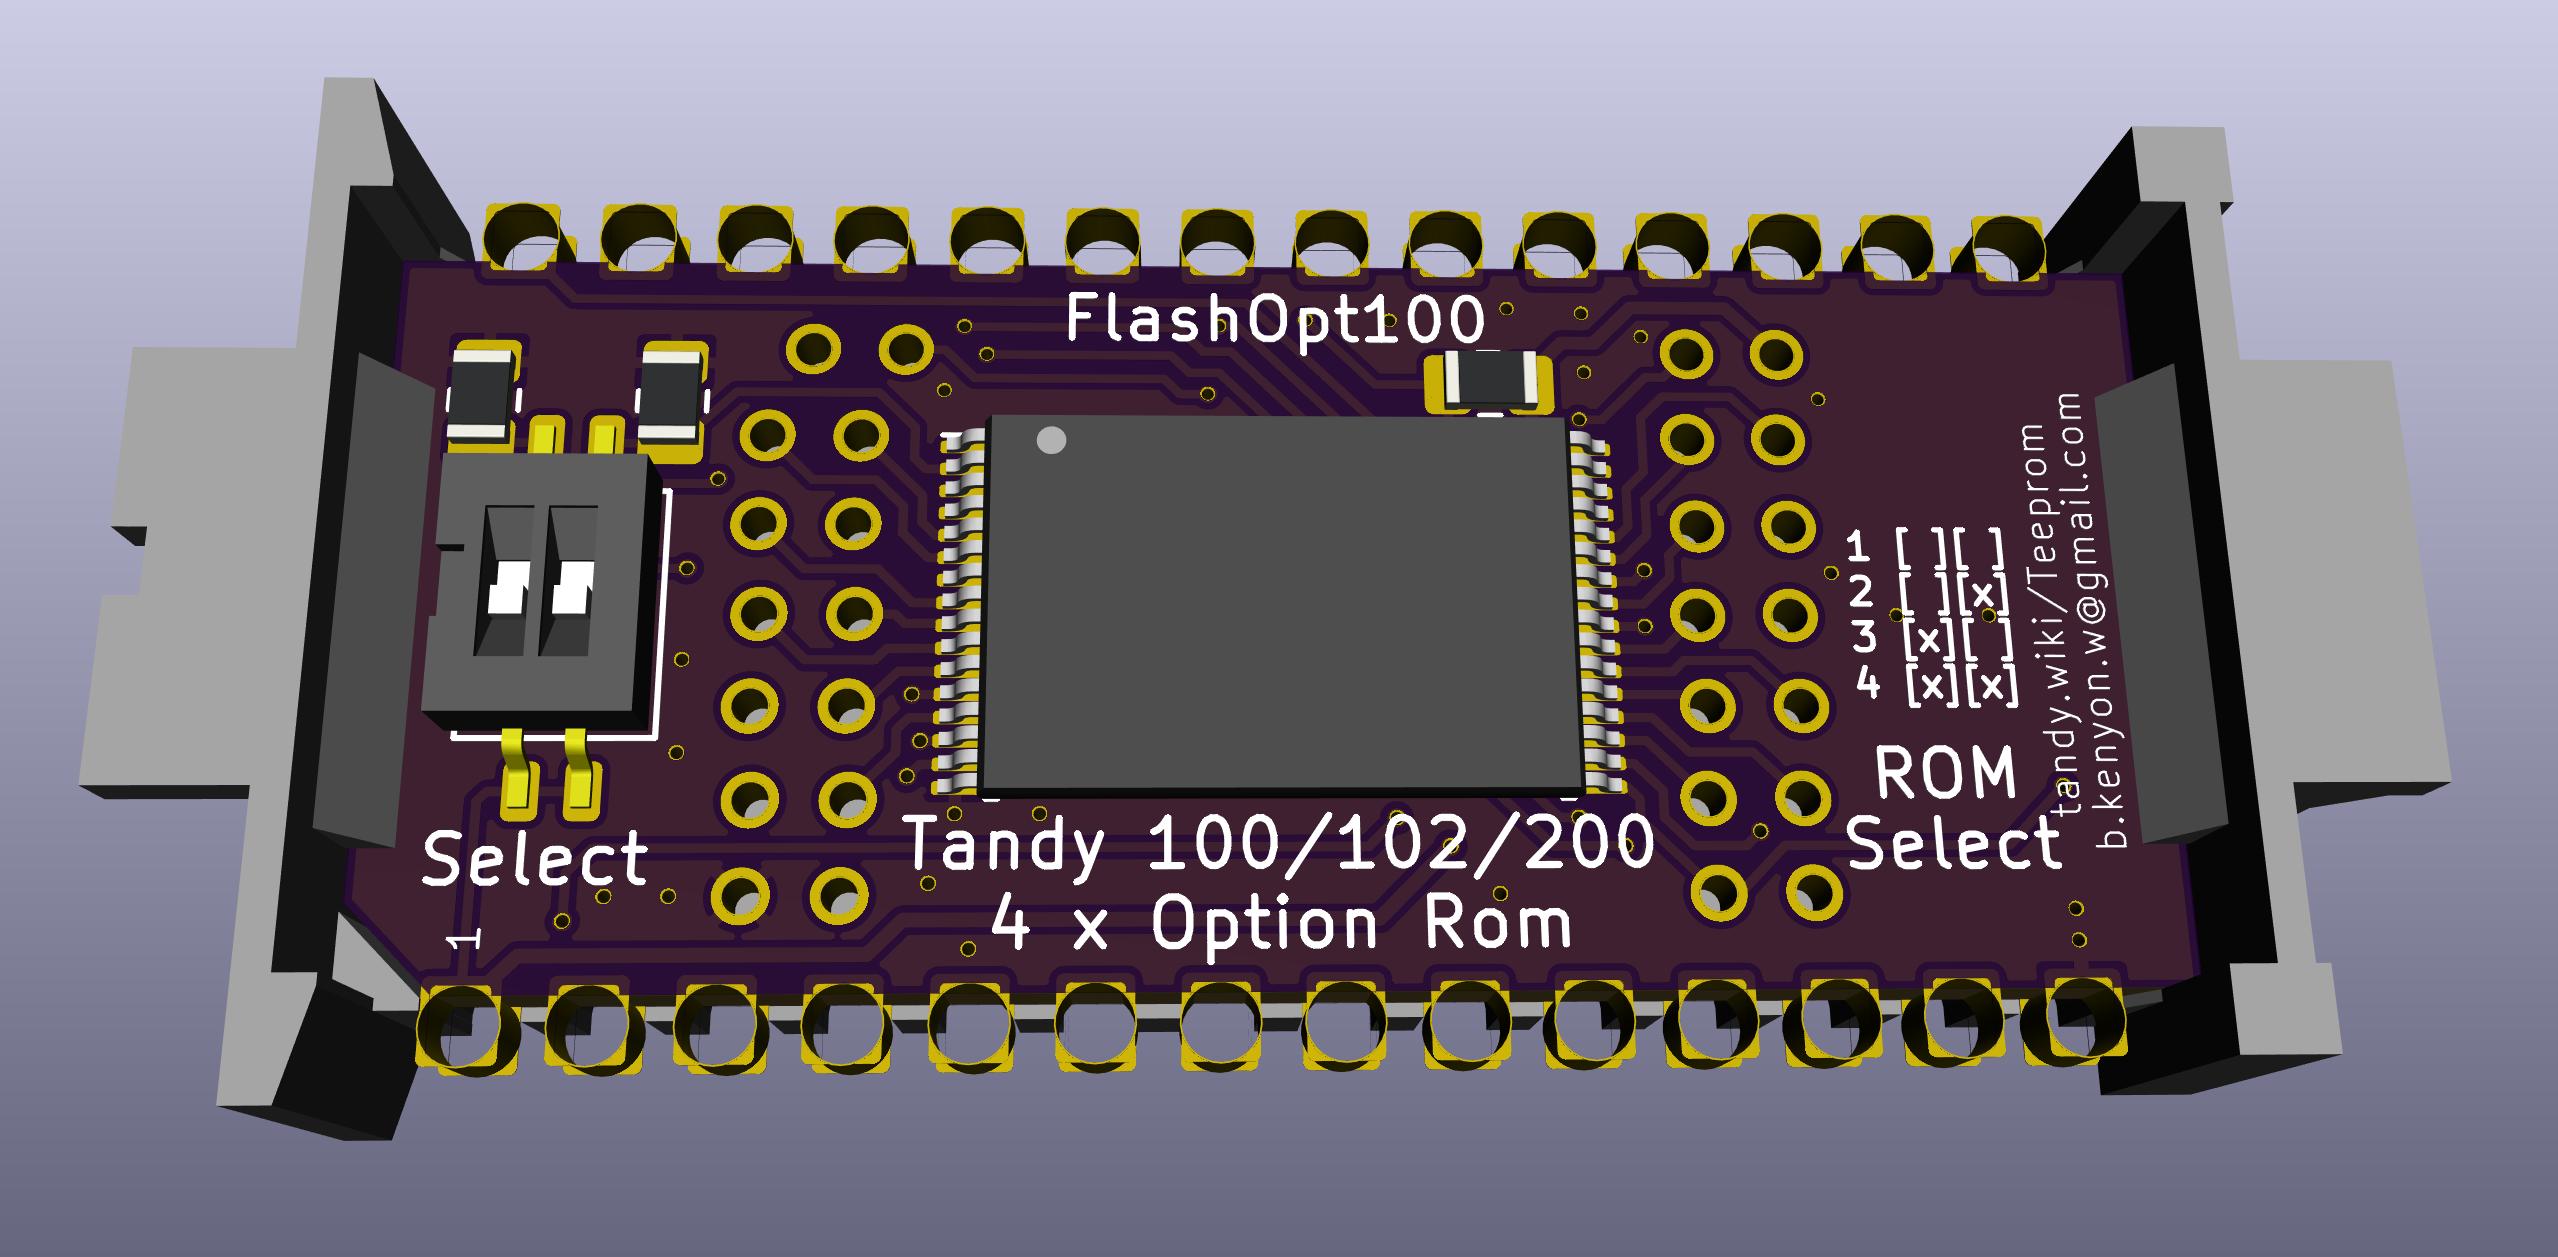 FlashOpt100
1 [ ][ ]
2 [ ][x]
3 [x][ ]
4 [x][x]
ROM
Select
tandy.wiki/Teeprom
b.kenyon.w@gmail.com
Select
1
Tandy 100/102/200
4 x Option Rom